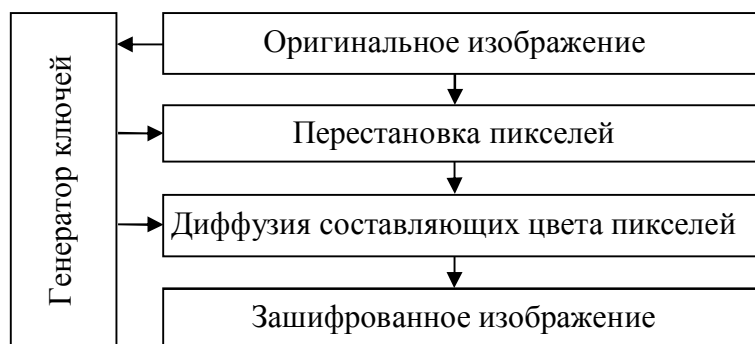 Генератор ключей
Оригинальное изображение
Перестановка пикселей
Диффузия составляющих цвета пикселей
Зашифрованное изображение